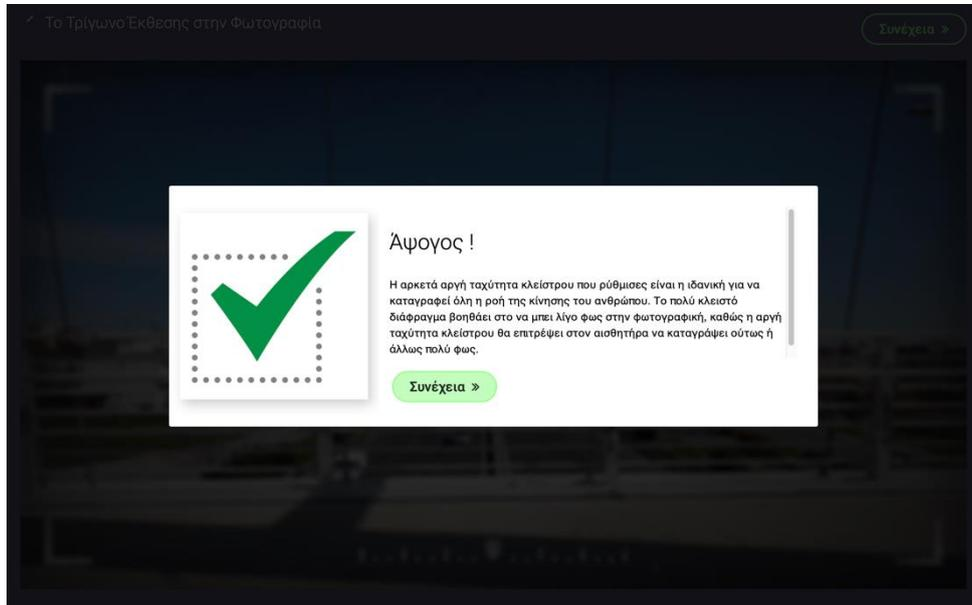 Το Τρίγωνο Έκθεσης στην Φωτογραφία
Συνέχεια »
Άψογος !
Η αρκετά αργή ταχύτητα κλείστρου που ρύθμισες είναι η ιδανική για να
καταγραφεί όλη η ροή της κίνησης του ανθρώπου. Το πολύ κλειστό
διάφραγμα βοηθάει στο να μπει λίγο φως στην φωτογραφική, καθώς η αργή
ταχύτητα κλείστρου θα επιτρέψει στον αισθητήρα να καταγράψει ούτως ή
άλλως πολύ φως.
Συνέχεια »